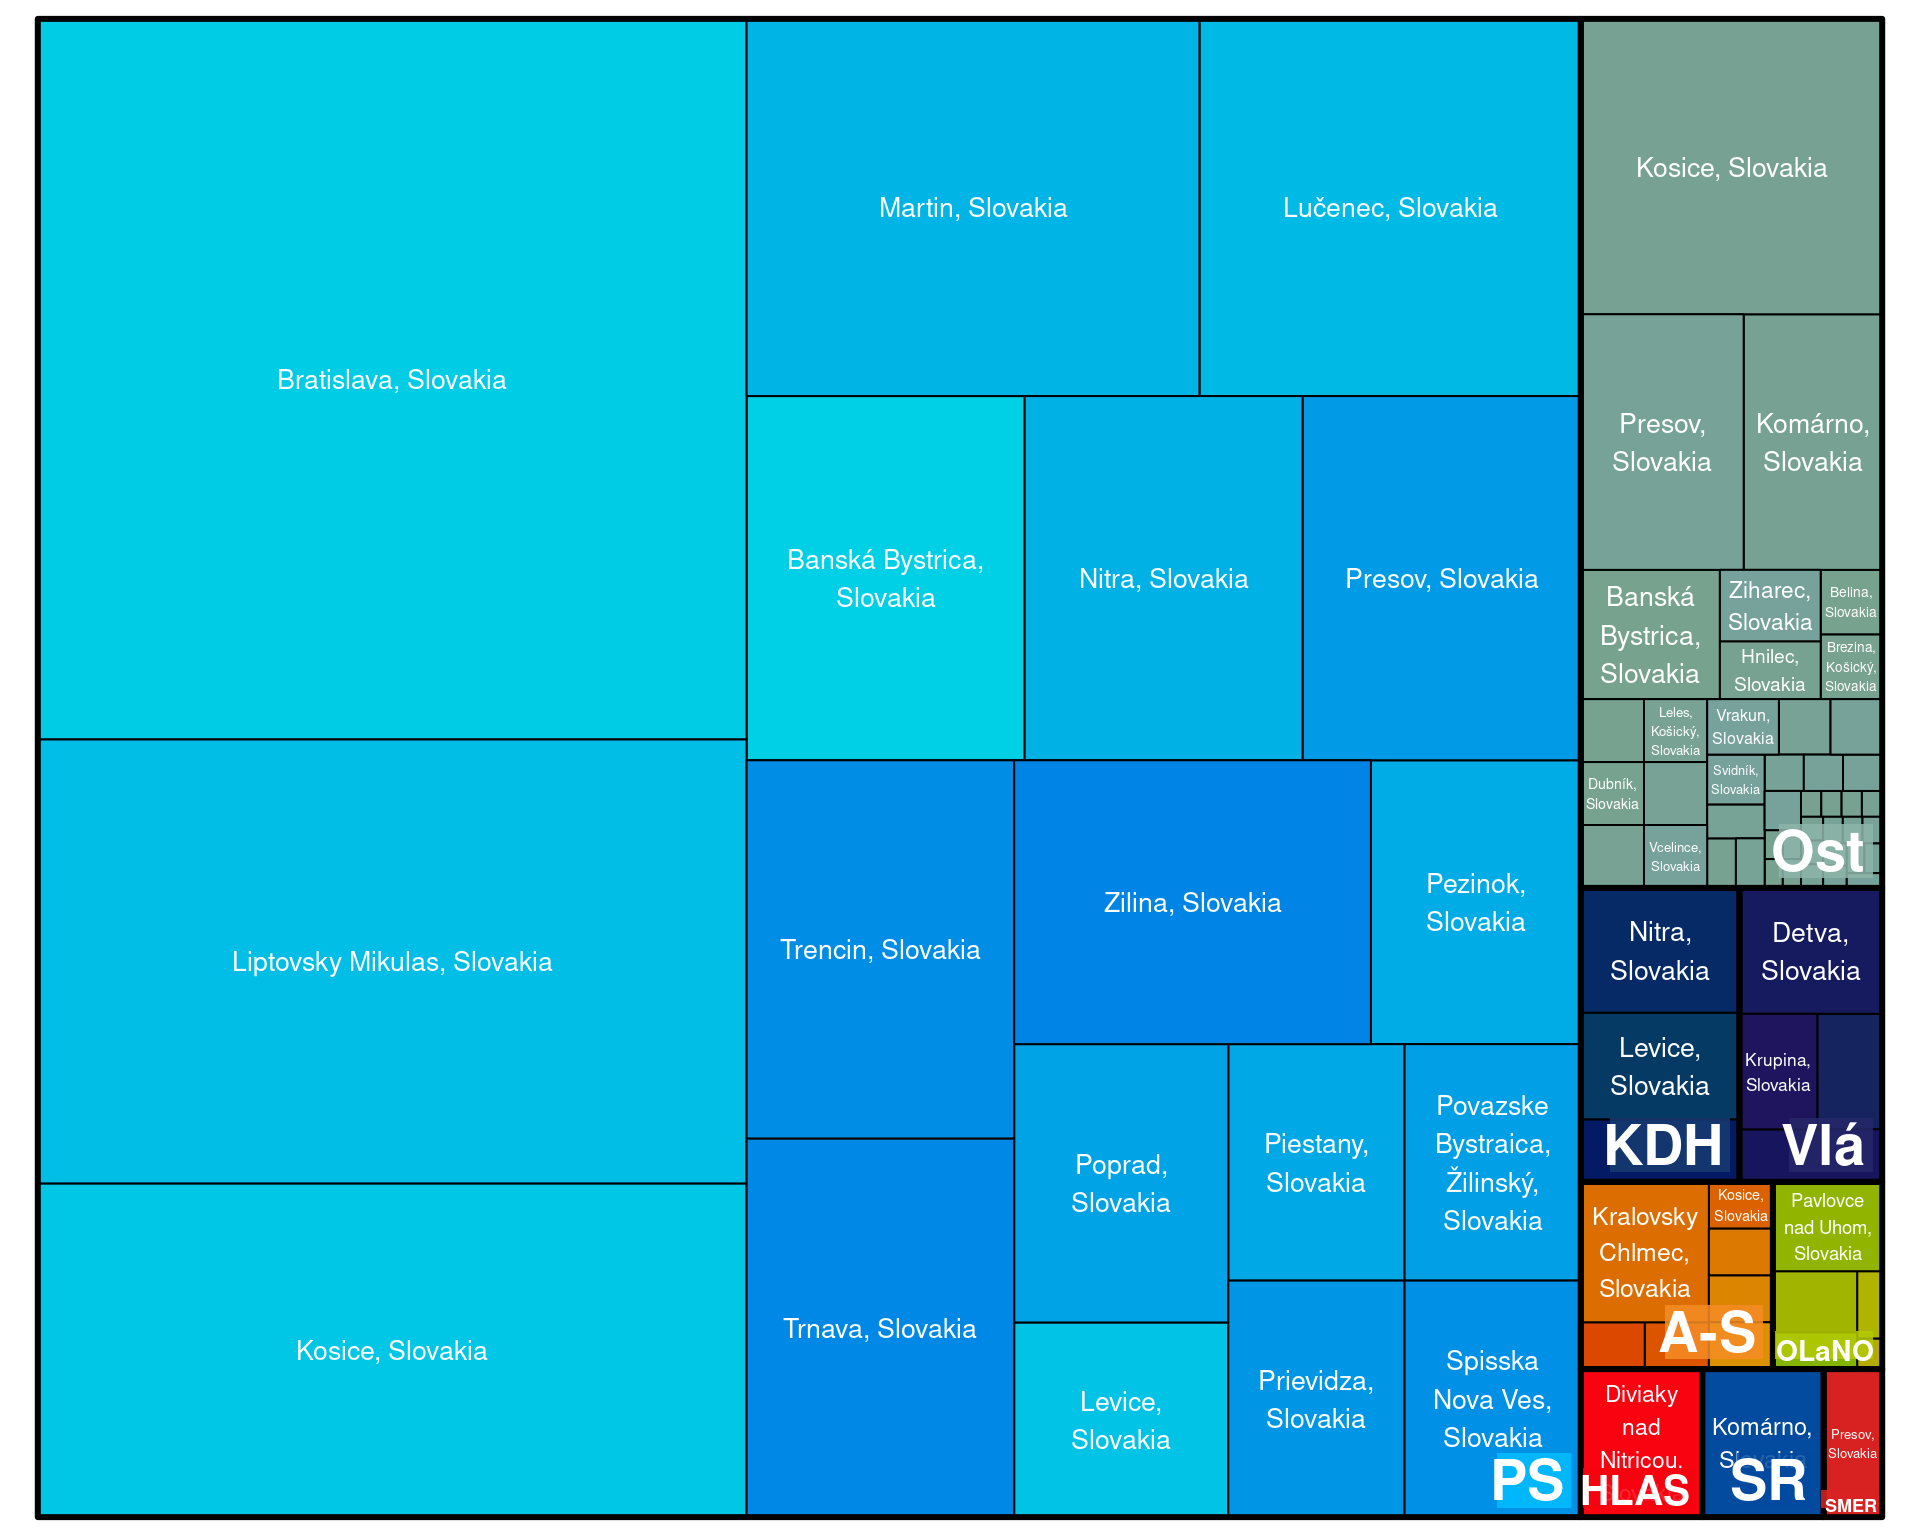 Bratislava, Slovakia
Liptovsky Mikulas, Slovakia
Kosice, Slovakia
Martin, Slovakia
Lučenec, Slovakia
Banská Bystrica,
Slovakia
Nitra, Slovakia
Presov, Slovakia
Trencin, Slovakia
Trnava, Slovakia
Zilina, Slovakia
Pezinok,
Slovakia
Poprad,
Slovakia
Levice,
Slovakia
Piestany,
Slovakia
Povazske
Bystraica,
Žilinský,
Slovakia
Prievidza,
Slovakia
Spisska
Nova Ves,
Slovakia
PS
Kosice, Slovakia
Presov,
Slovakia
Komárno,
Slovakia
Banská
Bystrica,
Slovakia
Ziharec,
Slovakia
Hnilec,
Slovakia
Belina,
Slovakia
Brezina,
Košický,
Slovakia
Leles,
Košický,
Slovakia
Dubník,
Slovakia
Vcelince,
Slovakia
Vrakun,
Slovakia
Svidník,
Slovakia
Ost
Nitra,
Slovakia
Levice,
Slovakia
KDH
Detva,
Slovakia
Krupina,
Slovakia
Vlá
Kralovsky
Chlmec,
Slovakia
Kosice,
Slovakia
A-S
Pavlovce
nad Uhom,
Slovakia
OLaNO
Diviaky
nad
Nitricou.
HLAS
Komárno,
Slovakia
SR
Presov,
Slovakia
SMER